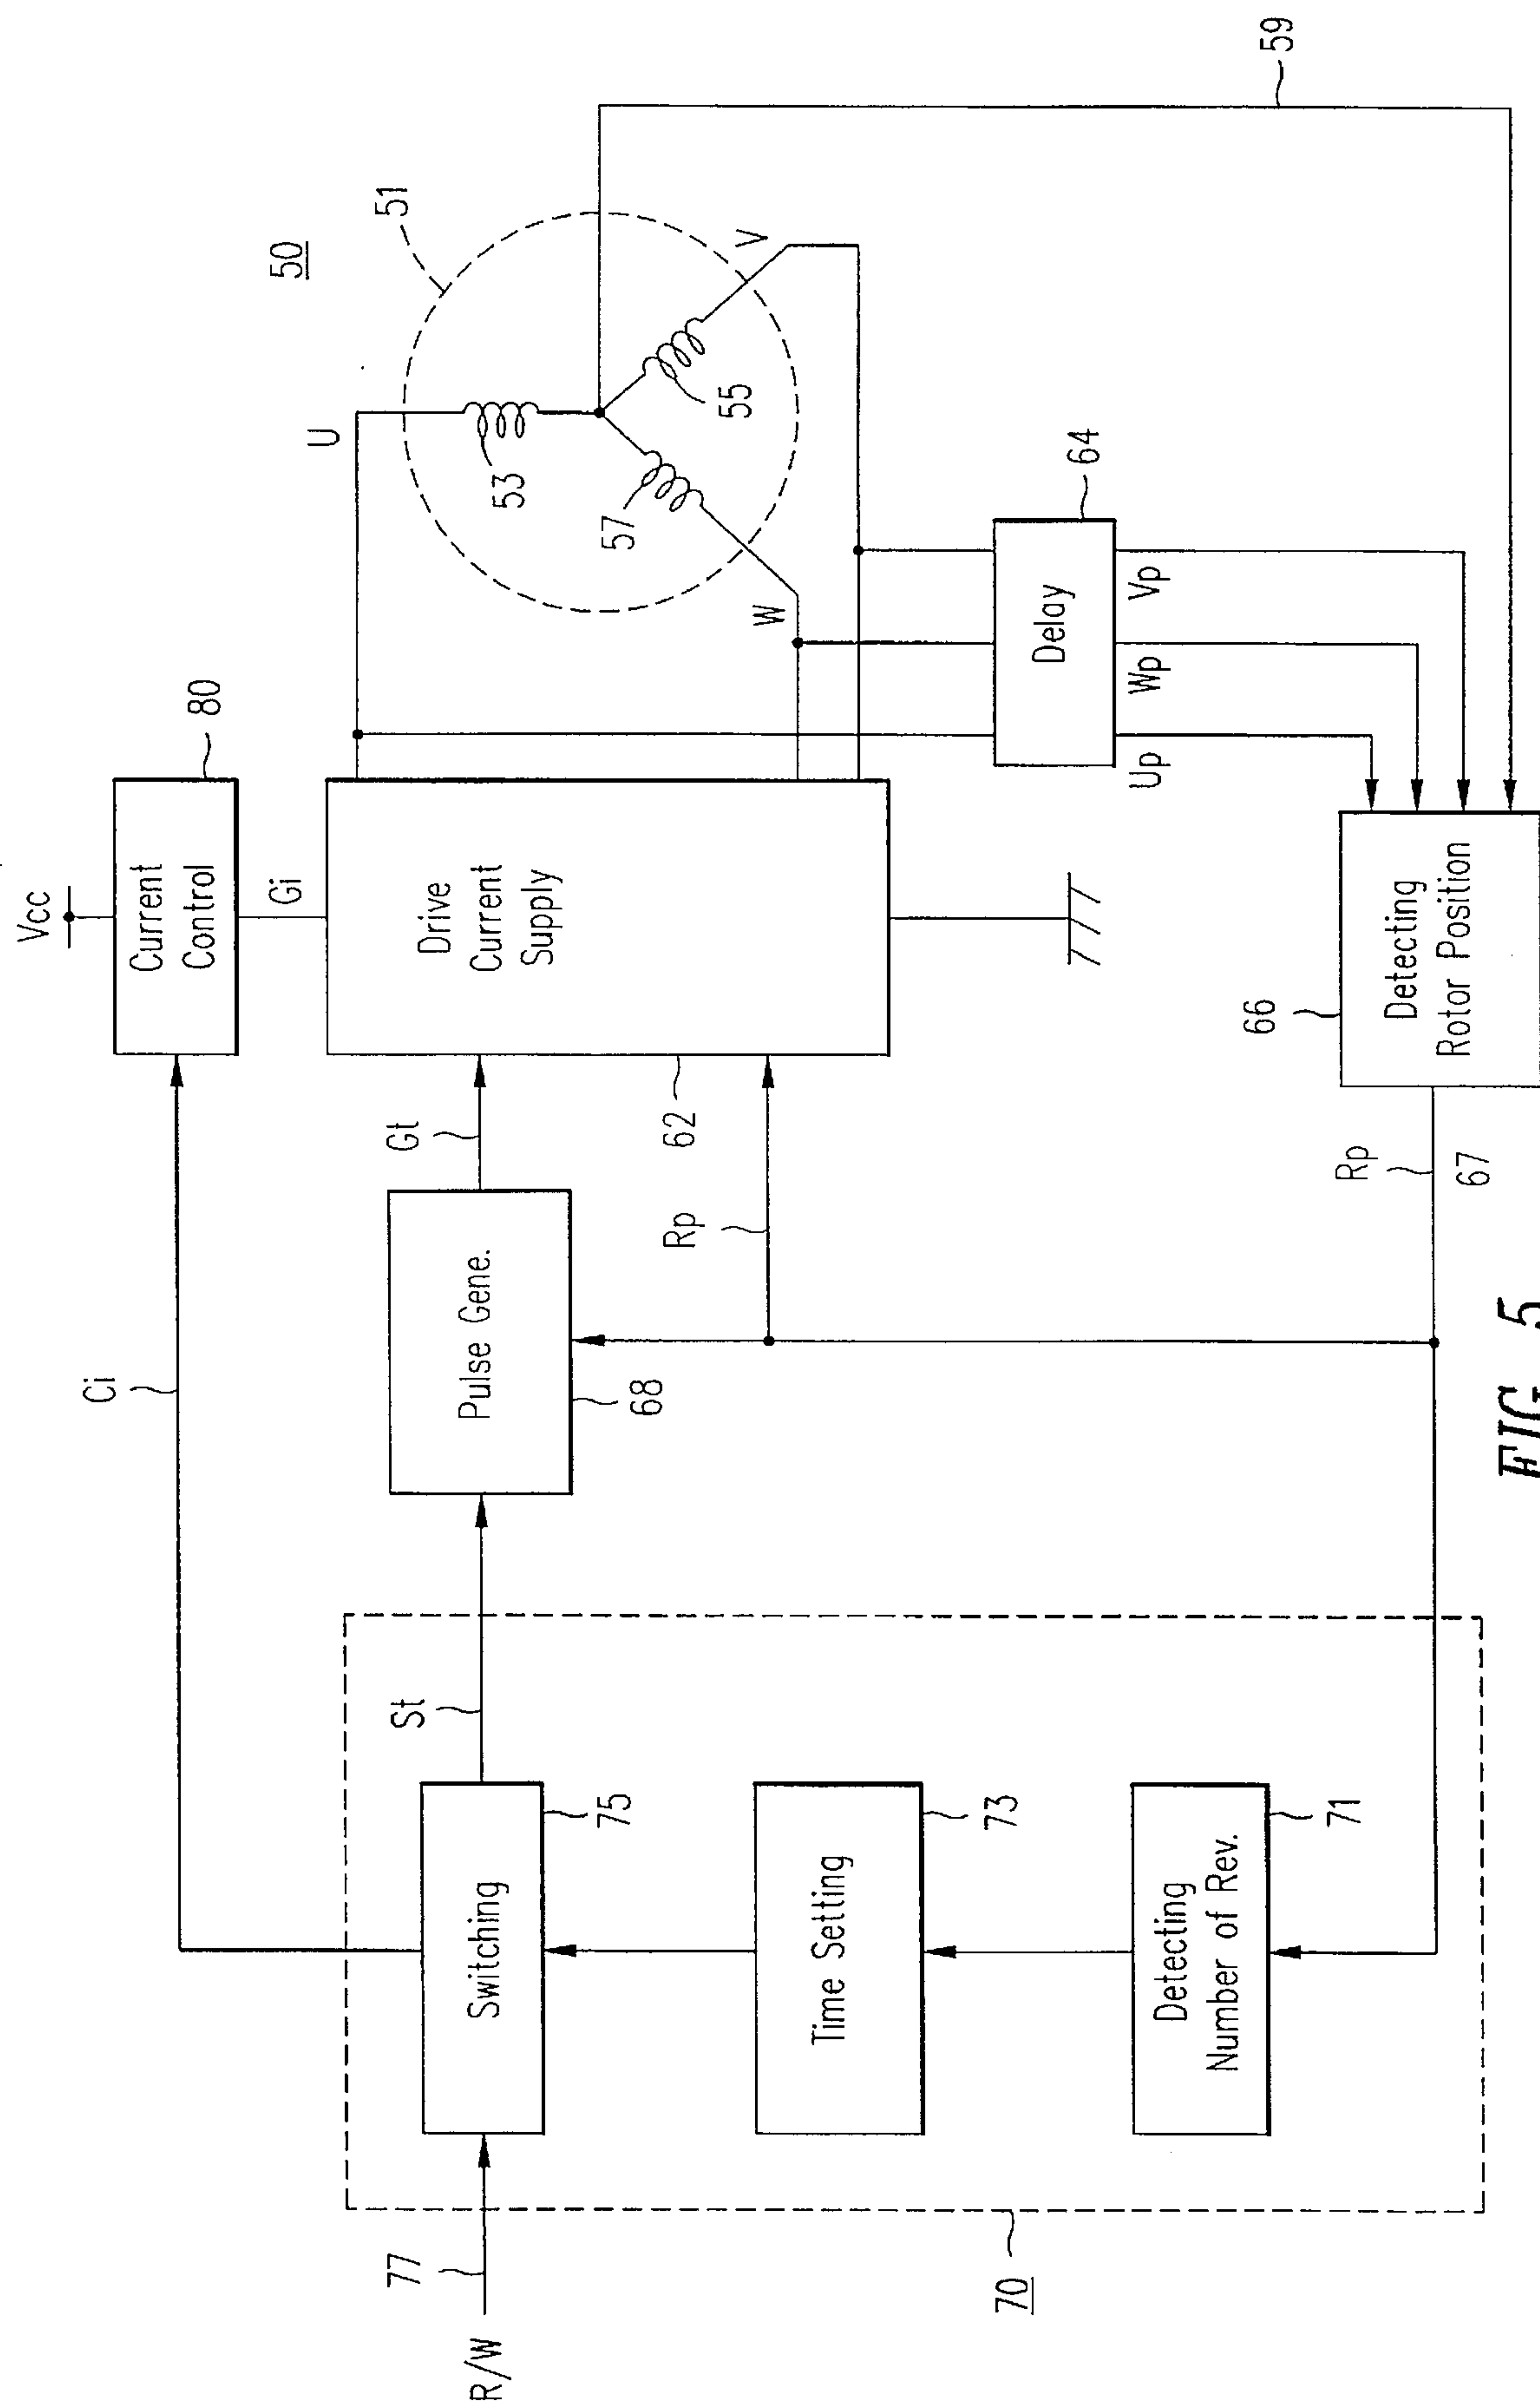 Vcc
Current
Control
80
Gi
Ci
50
51
U
53
55
57
V
W
59
Drive
Current
Supply
62
Gt
Rp
Pulse Gene.
68
St
Delay
64
Up
Wp
Vp
Detecting
Rotor Position
66
Rp
67
Switching
75
Time Setting
73
Detecting
Number of Rev.
71
77
R/W
70
FIG. 5